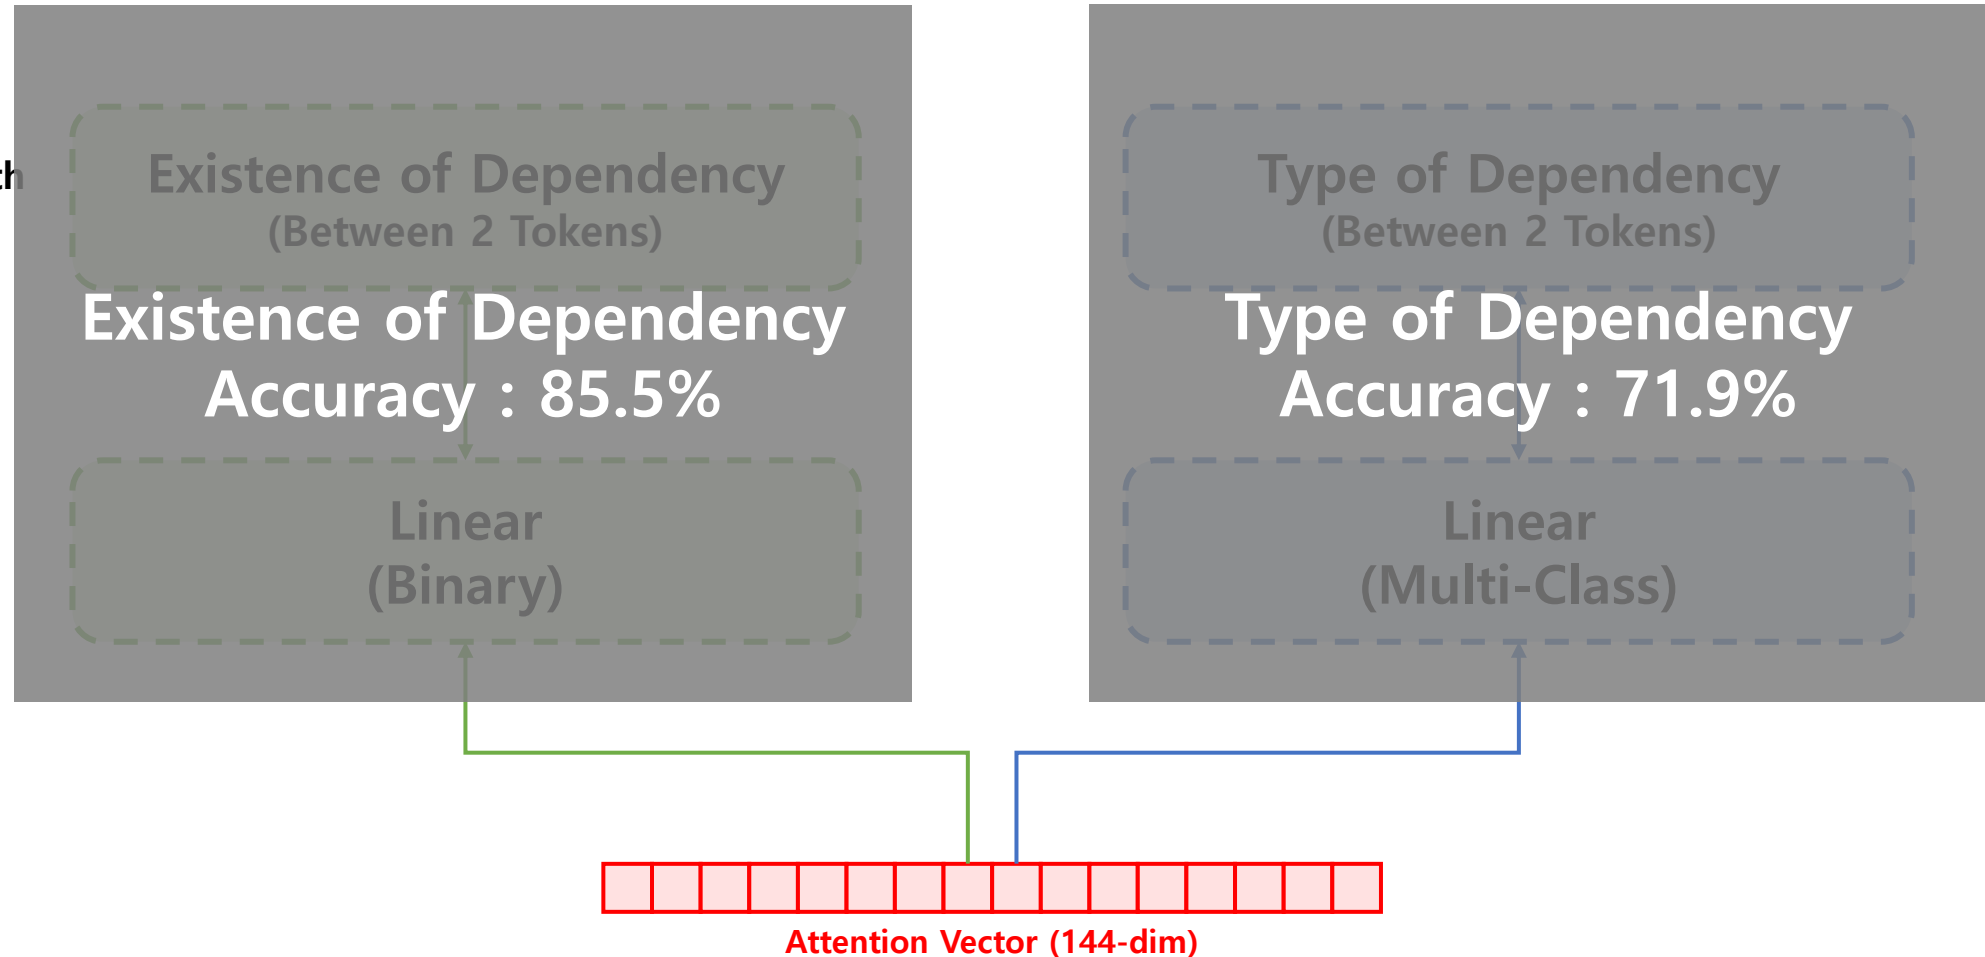 th
Existence of Dependency
(Between 2 Tokens)
Existence of Dependency
Accuracy : 85.5%
Linear
(Binary)
Type of Dependency
(Between 2 Tokens)
Type of Dependency
Accuracy : 71.9%
Linear
(Multi-Class)
Attention Vector (144-dim)